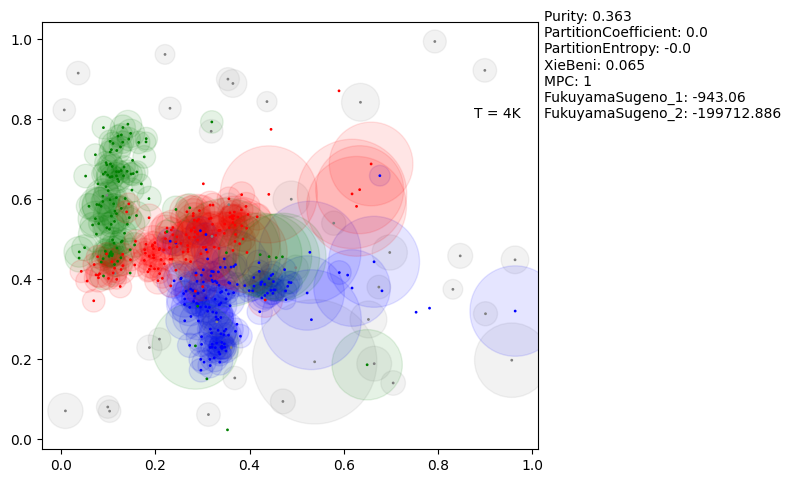 Purity: 0.363
PartitionCoefficient: 0.0
PartitionEntropy: -0.0
XieBeni: 0.065
MPC: 1
FukuyamaSugeno_1: -943.06
FukuyamaSugeno_2: -199712.886
T = 4K
1.0
0.8
0.6
0.4
0.2
0.0
0.0 0.2 0.4 0.6 0.8 1.0